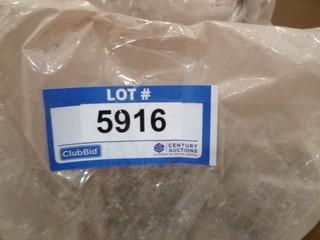 LOT #
5916
ClubBid
CENTURY
AUCTIONS